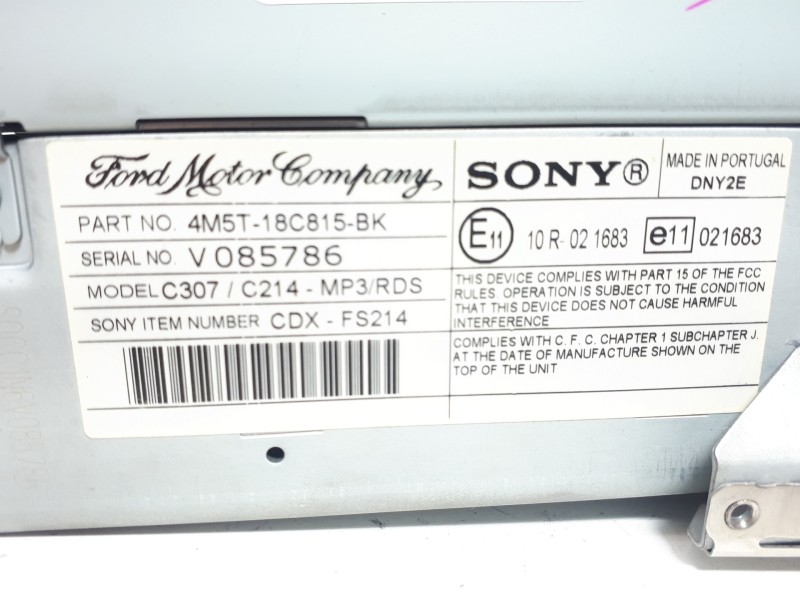 Ford Motor Company
PART NO. 4M5T-18C815-BK
SERIAL NO. V085786
MODEL C307 / C214 - MP3/RDS
SONY ITEM NUMBER CDX - FS214
SONY®
MADE IN PORTUGAL
DNY2E
E11 10 R- 02 1683 e11 021683
THIS DEVICE COMPLIES WITH PART 15 OF THE FCC
RULES. OPERATION IS SUBJECT TO THE CONDITION
THAT THIS DEVICE DOES NOT CAUSE HARMFUL
INTERFERENCE
COMPLIES WITH C. F. C. CHAPTER 1 SUBCHAPTER J.
AT THE DATE OF MANUFACTURE SHOWN ON THE
TOP OF THE UNIT